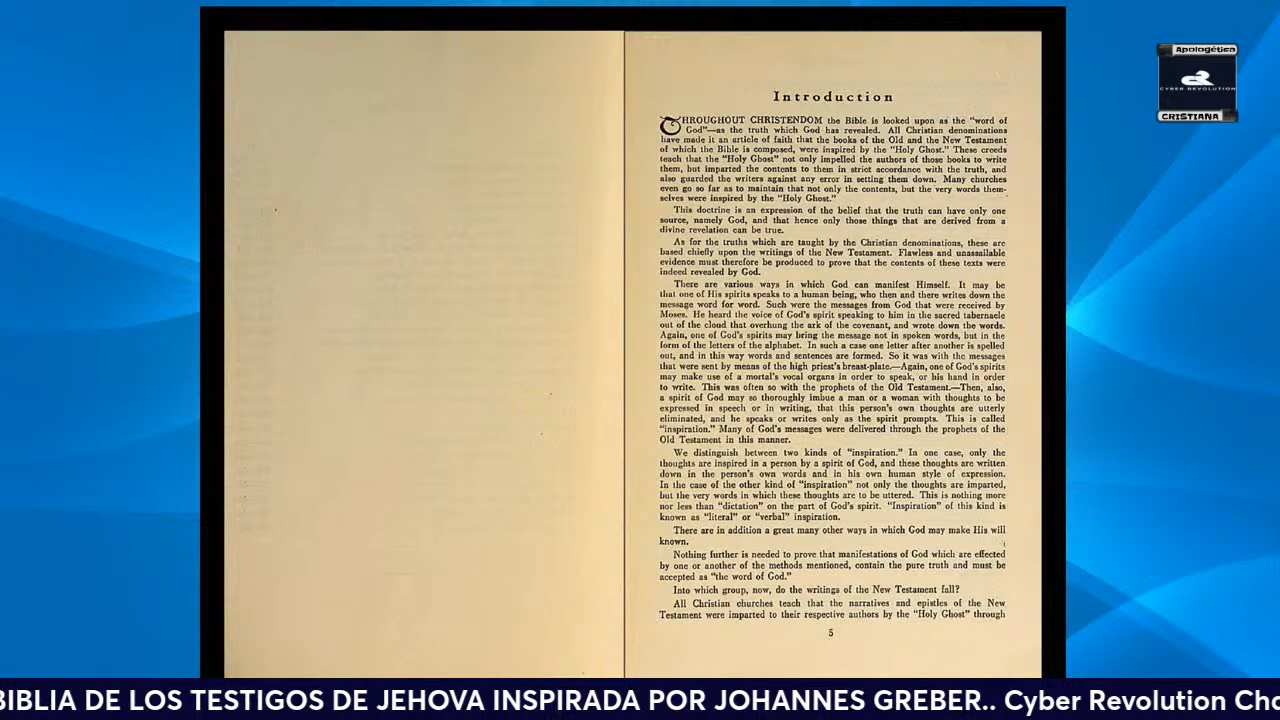 Apologética
CYBER REVOLUTION
CRISTIANA
Introduction
THROUGHOUT CHRISTENDOM the Bible is looked upon as the "word of
God"—as the truth which God has revealed. All Christian denominations
have made it an article of faith that the books of the Old and the New Testament
of which the Bible is composed, were inspired by the "Holy Ghost." These creeds
teach that the "Holy Ghost" not only impelled the authors of those books to write
them, but imparted the contents to them in strict accordance with the truth, and
also guarded the writers against any error in setting them down. Many churches
even go so far as to maintain that not only the contents, but the very words them-
selves were inspired by the "Holy Ghost."
This doctrine is an expression of the belief that the truth can have only one
source, namely God, and that hence only those things that are derived from a
divine revelation can be true.
As for the truths which are taught by the Christian denominations, these are
based chiefly upon the writings of the New Testament. Flawless and unassailable
evidence must therefore be produced to prove that the contents of these texts were
indeed revealed by God.
There are various ways in which God can manifest Himself. It may be
that one of His spirits speaks to a human being, who then and there writes down the
message word for word. Such were the messages from God that were received by
Moses. He heard the voice of God's spirit speaking to him in the sacred tabernacle
out of the cloud that overhung the ark of the covenant, and wrote down the words.
Again, one of God's spirits may bring the message not in spoken words, but in the
form of the letters of the alphabet. In such a case one letter after another is spelled
out, and in this way words and sentences are formed. So it was with the messages
that were sent by means of the high priest's breast-plate.—Again, one of God's spirits
may make use of a mortal's vocal organs in order to speak, or his hand in order
to write. This was often so with the prophets of the Old Testament.—Then, also,
a spirit of God may so thoroughly imbue a man or a woman with thoughts to be
expressed in speech or in writing, that this person's own thoughts are utterly
eliminated, and he speaks or writes only as the spirit prompts. This is called
"inspiration." Many of God's messages were delivered through the prophets of the
Old Testament in this manner.
We distinguish between two kinds of "inspiration." In one case, only the
thoughts are inspired in a person by a spirit of God, and these thoughts are written
down in the person's own words and in his own human style of expression.
In the case of the other kind of "inspiration" not only the thoughts are imparted,
but the very words in which these thoughts are to be uttered. This is nothing more
nor less than "dictation" on the part of God's spirit. "Inspiration" of this kind is
known as "literal" or "verbal" inspiration.
There are in addition a great many other ways in which God may make His will
known.
Nothing further is needed to prove that manifestations of God which are effected
by one or another of the methods mentioned, contain the pure truth and must be
accepted as "the word of God."
Into which group, now, do the writings of the New Testament fall?
All Christian churches teach that the narratives and epistles of the New
Testament were imparted to their respective authors by the "Holy Ghost" through
5
BIBLIA DE LOS TESTIGOS DE JEHOVA INSPIRADA POR JOHANNES GREBER.. Cyber Revolution Cho